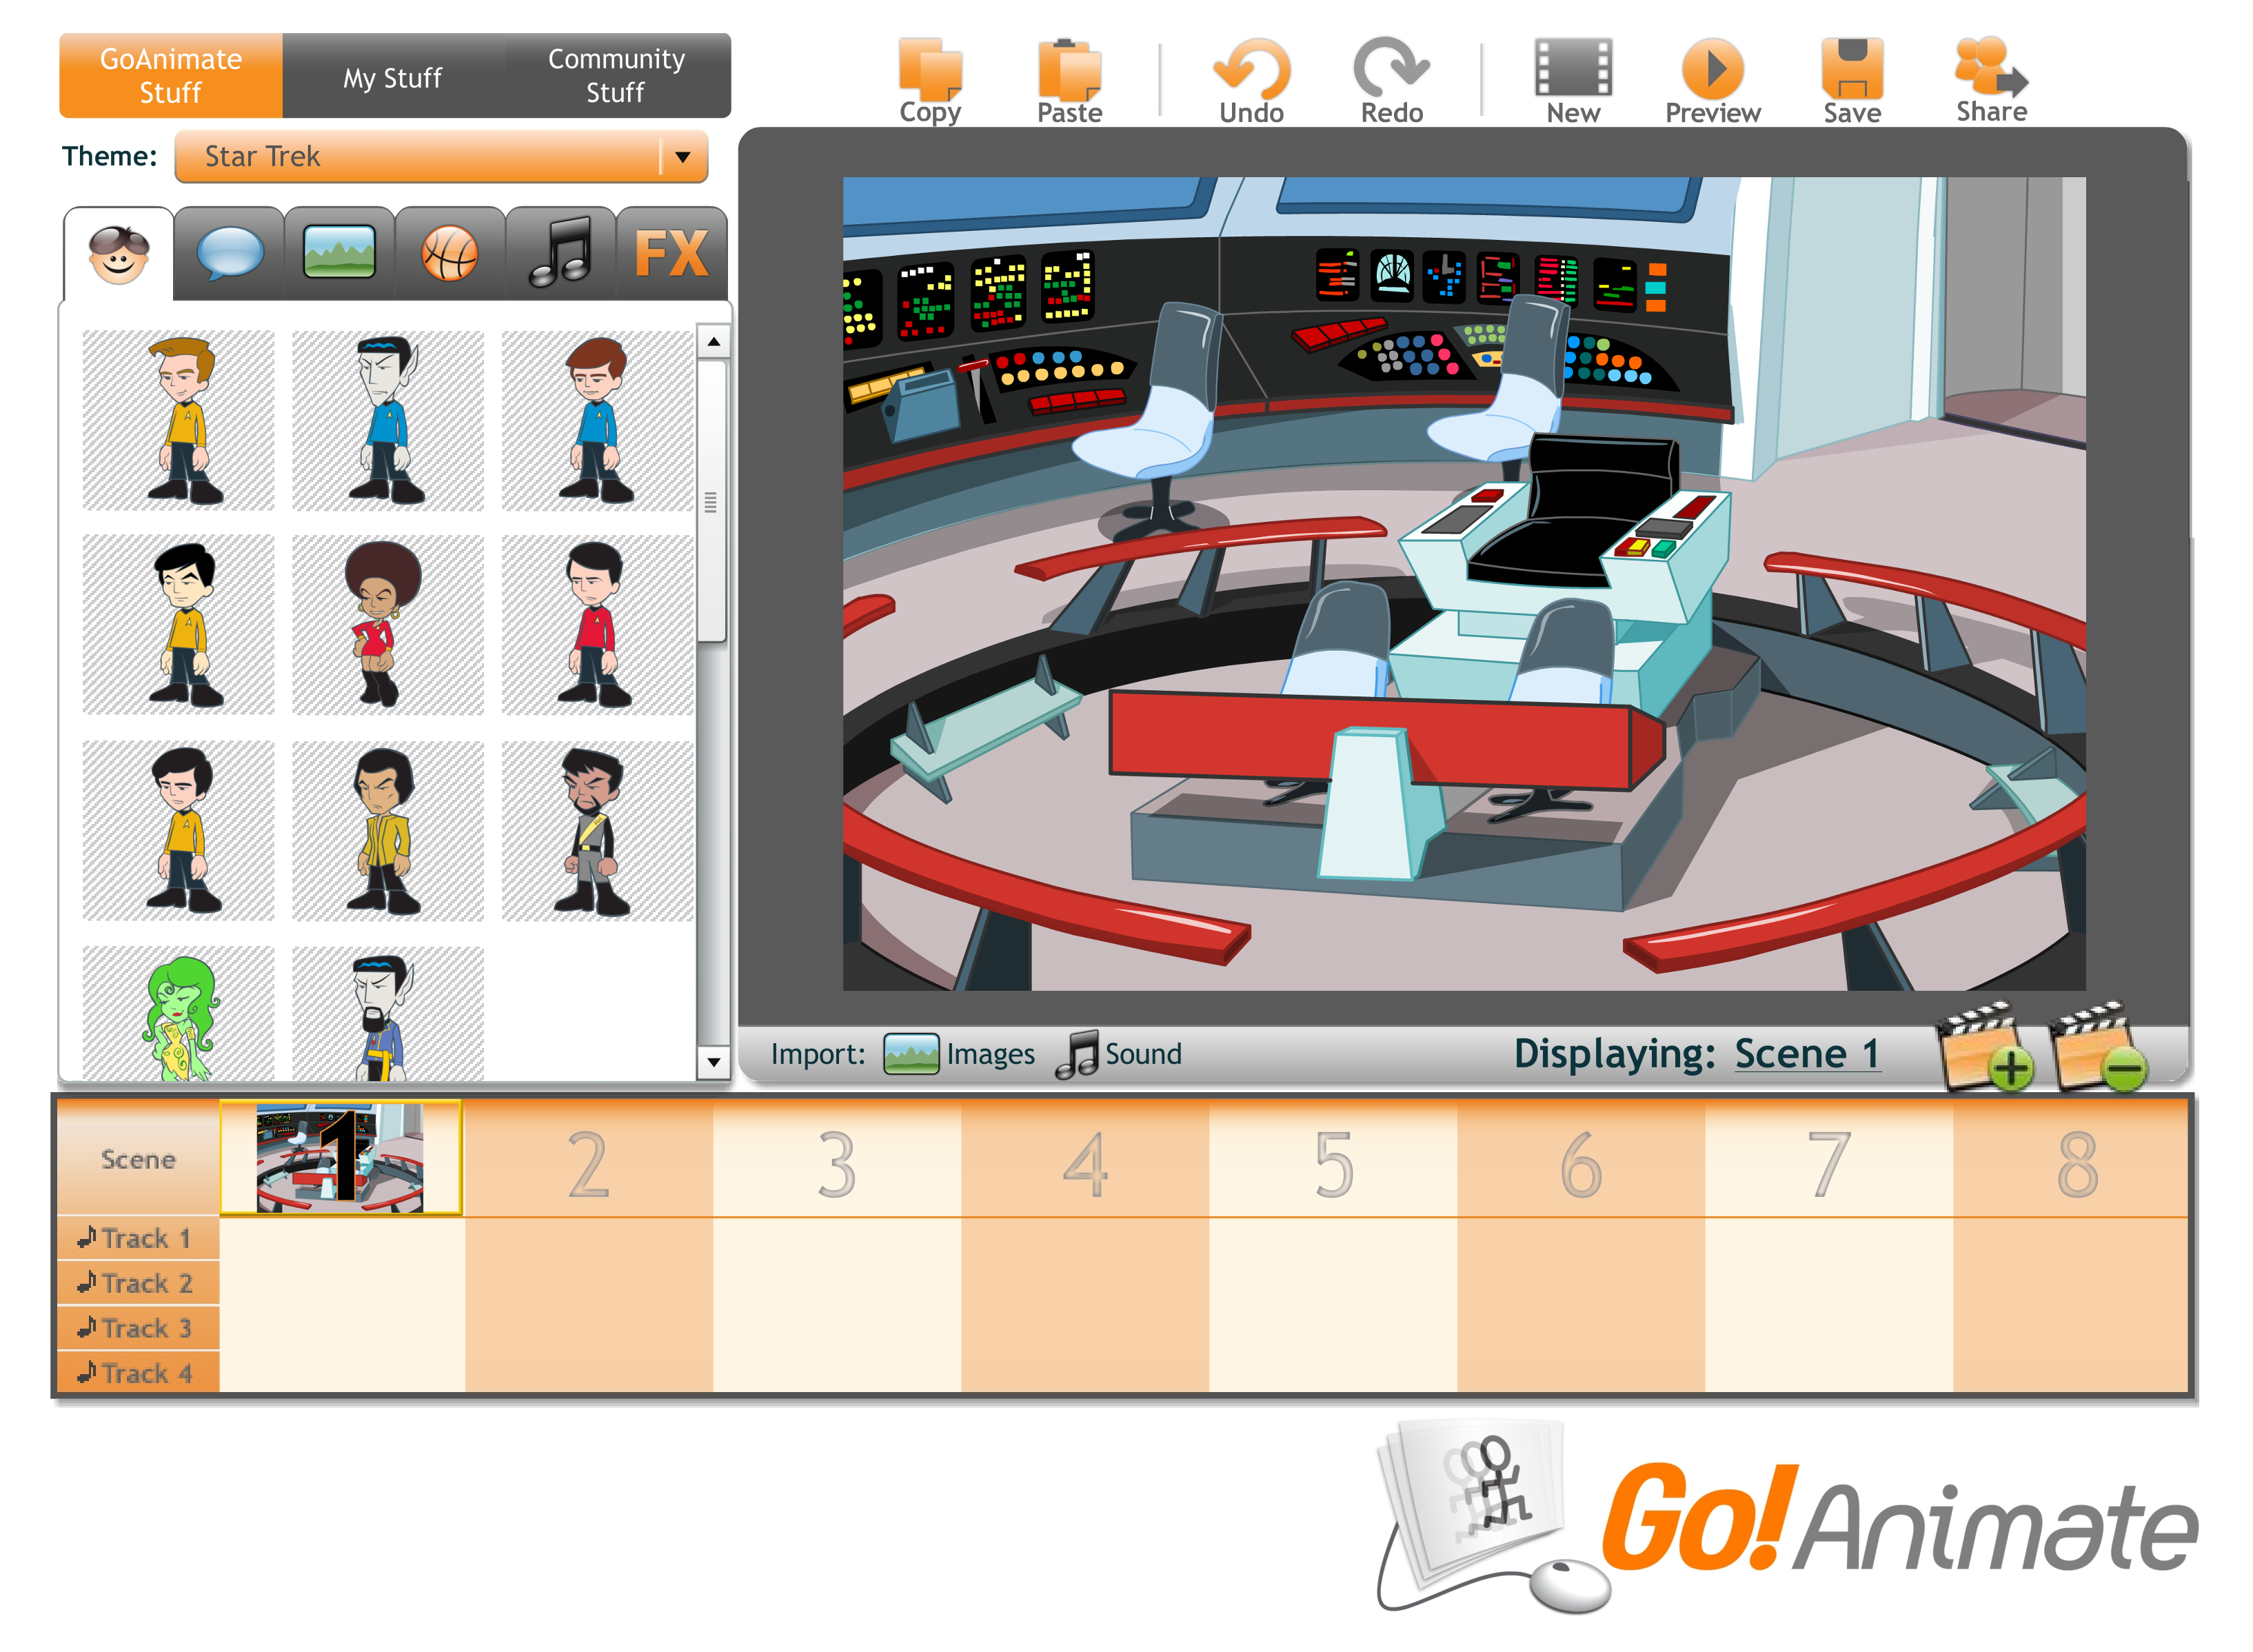 GoAnimate
Stuff
My Stuff
Community
Stuff
Copy
Paste
Undo
Redo
New
Preview
Save
Share
Theme:
Star Trek
FX
Import:
Images
Sound
Displaying: Scene 1
Scene
1
2
3
4
5
6
7
8
Track 1
Track 2
Track 3
Track 4
Go!Animate